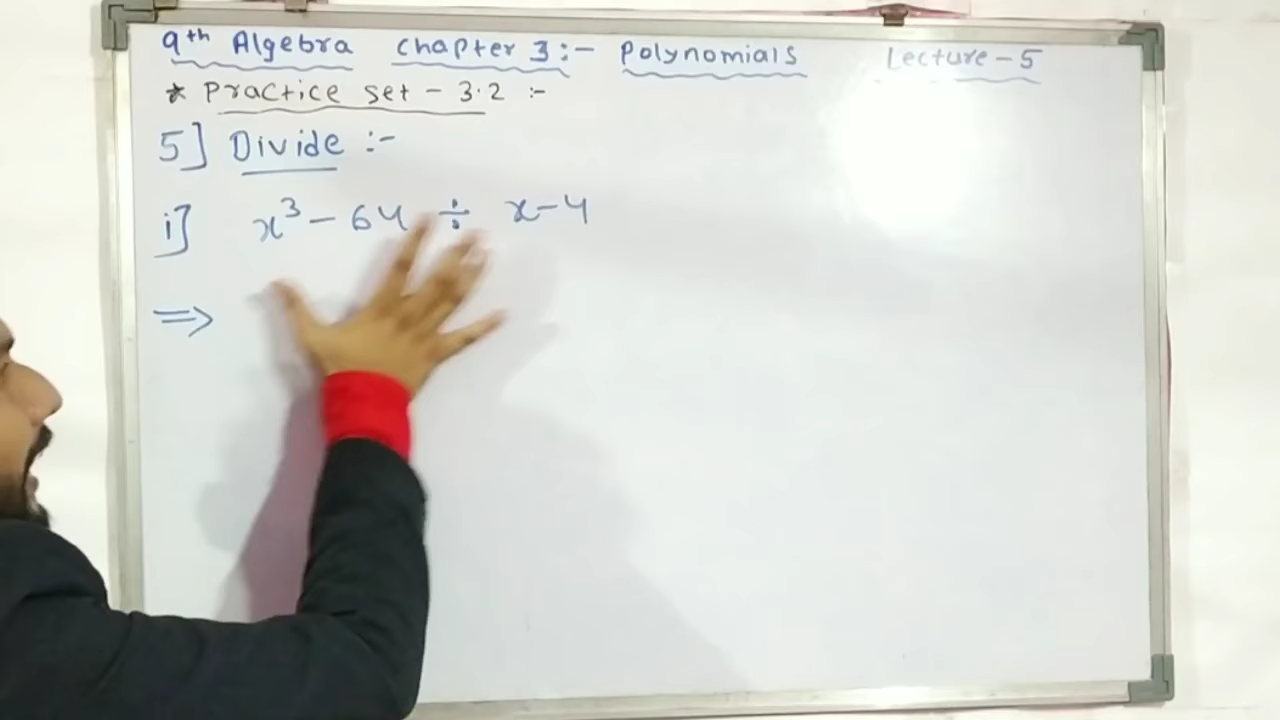 9th Algebra Chapter 3:- Polynomials Lecture-5
* Practice set - 3.2 :-
5] Divide :-
i] x³ - 64 ÷ x-4
⇒